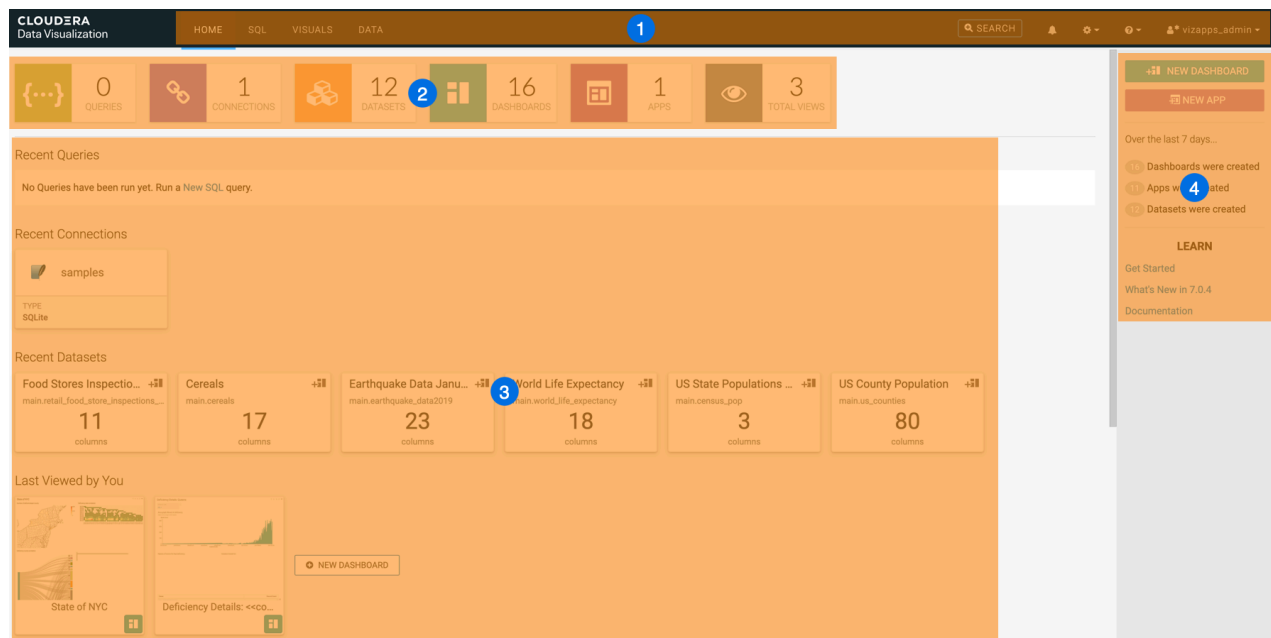 CLOUDERA
Data Visualization
HOME SQL VISUALS DATA
1
SEARCH
vizapps_admin
{···}
0
QUERIES
1
CONNECTIONS
12
DATASETS
2
16
DASHBOARDS
1
APPS
3
TOTAL VIEWS
NEW DASHBOARD
NEW APP
Over the last 7 days...
Dashboards were created
11 Apps w ated
4
12 Datasets were created
LEARN
Get Started
What's New in 7.0.4
Documentation
Recent Queries
No Queries have been run yet. Run a New SQL query.
Recent Connections
samples
TYPE
SQLite
Recent Datasets
Food Stores Inspectio...
main.retail_food_store_inspections_...
11
columns
Cereals
main.cereals
17
columns
Earthquake Data Janu...
main.earthquake_data2019
23
columns
3
World Life Expectancy
main.world_life_expectancy
18
columns
US State Populations ...
main.census_pop
3
columns
US County Population
main.us_counties
80
columns
Last Viewed by You
State of NYC
Deficiency Details: <<co...
NEW DASHBOARD